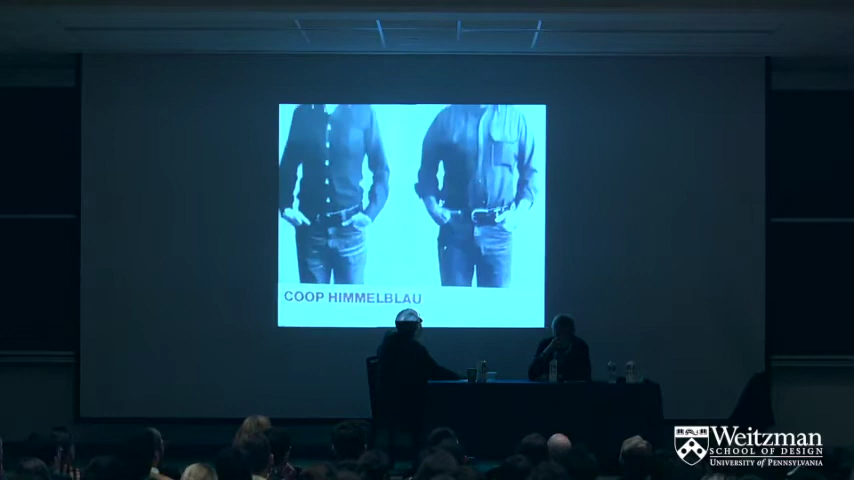 COOP HIMMELBLAU
Weitzman
SCHOOL OF DESIGN
UNIVERSITY OF PENNSYLVANIA